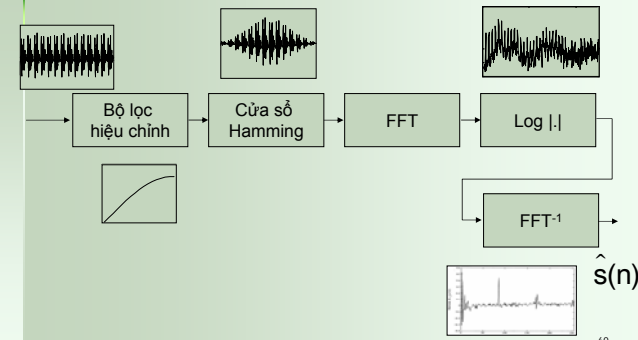 Bộ lọc
hiệu chỉnh
Cửa sổ
Hamming
FFT
Log |.|
FFT-1
ŝ(n)